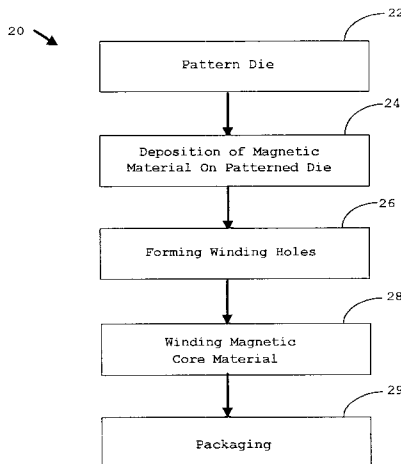 20
22
Pattern Die
24
Deposition of Magnetic
Material On Patterned Die
26
Forming Winding Holes
28
Winding Magnetic
Core Material
29
Packaging